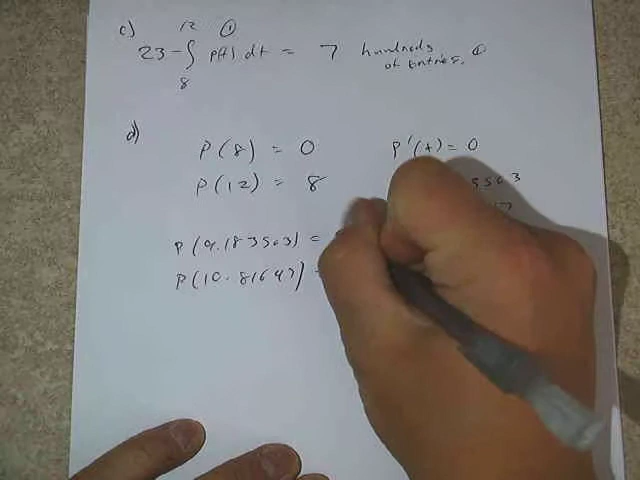 c) 12 ①
23 - ∫ p(t) dt = 7 hundreds
8 of entries. ①
d)
P(8) = 0 P'(t) = 0
P(12) = 8 5503
P(9.183503) =
P(10.81647)